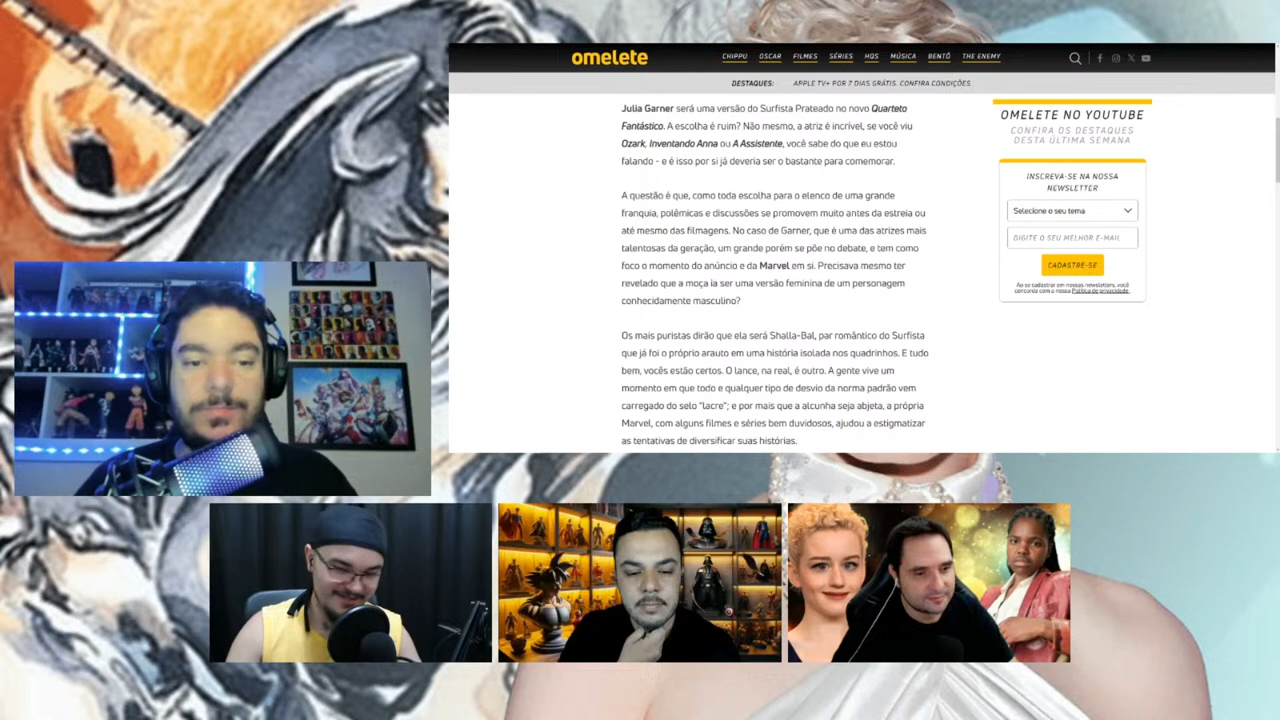 omelete
CHIPPU OSCAR FILMES SÉRIES HQS MÚSICA BENTÔ THE ENEMY
DESTAQUES: APPLE TV+ POR 7 DIAS GRÁTIS. CONFIRA CONDIÇÕES
Julia Garner será uma versão do Surfista Prateado no novo Quarteto
Fantástico. A escolha é ruim? Não mesmo, a atriz é incrível, se você viu
Ozark, Inventando Anna ou A Assistente, você sabe do que eu estou
falando - e é isso por si já deveria ser o bastante para comemorar.
A questão é que, como toda escolha para o elenco de uma grande
franquia, polêmicas e discussões se promovem muito antes da estreia ou
até mesmo das filmagens. No caso de Garner, que é uma das atrizes mais
talentosas da geração, um grande porém se põe no debate, e tem como
foco o momento do anúncio e da Marvel em si. Precisava mesmo ter
revelado que a moça ia ser uma versão feminina de um personagem
conhecidamente masculino?
Os mais puristas dirão que ela será Shalla-Bal, par romântico do Surfista
que já foi o próprio arauto em uma história isolada nos quadrinhos. E tudo
bem, vocês estão certos. O lance, na real, é outro. A gente vive um
momento em que todo e qualquer tipo de desvio da norma padrão vem
carregado do selo "lacre"; e por mais que a alcunha seja abjeta, a própria
Marvel, com alguns filmes e séries bem duvidosos, ajudou a estigmatizar
as tentativas de diversificar suas histórias.
OMELETE NO YOUTUBE
CONFIRA OS DESTAQUES
DESTA ÚLTIMA SEMANA
INSCREVA-SE NA NOSSA
NEWSLETTER
Selecione o seu tema
DIGITE O SEU MELHOR E-MAIL
CADASTRE-SE
Ao se cadastrar em nossas newsletters, você
concorda com a nossa Política de privacidade.